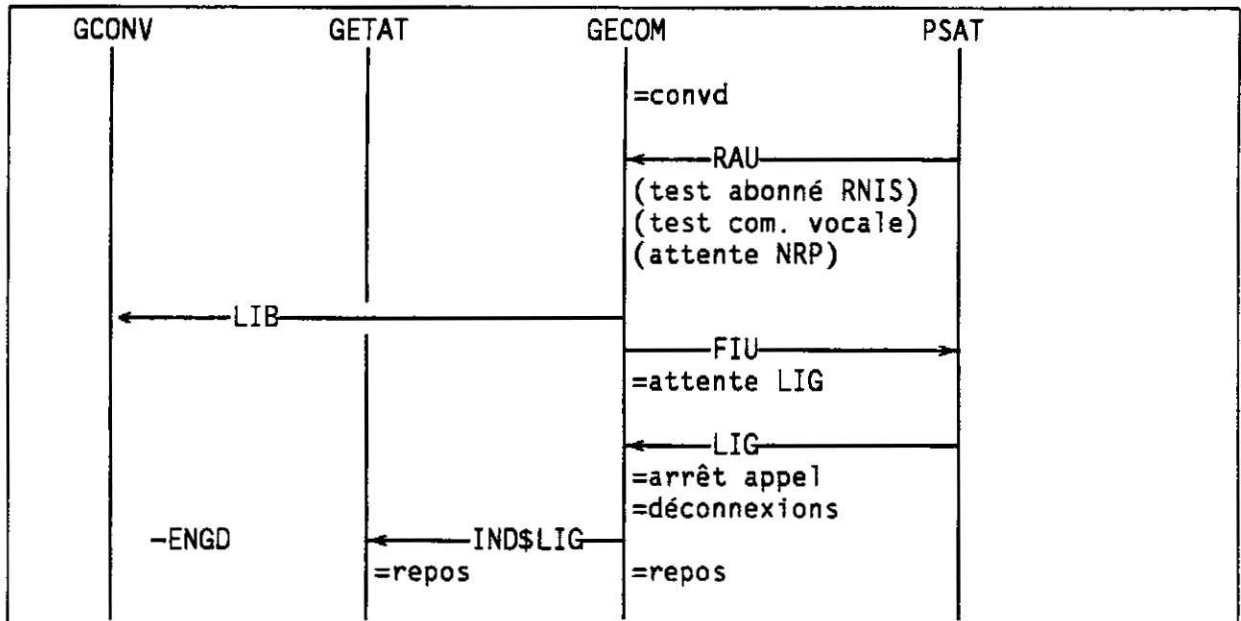 GCONV GETAT GECOM PSAT
=convd
RAU
(test abonné RNIS)
(test com. vocale)
(attente NRP)
LIB
FIU
=attente LIG
LIG
=arrêt appel
=déconnexions
-ENGD IND$LIG
=repos =repos